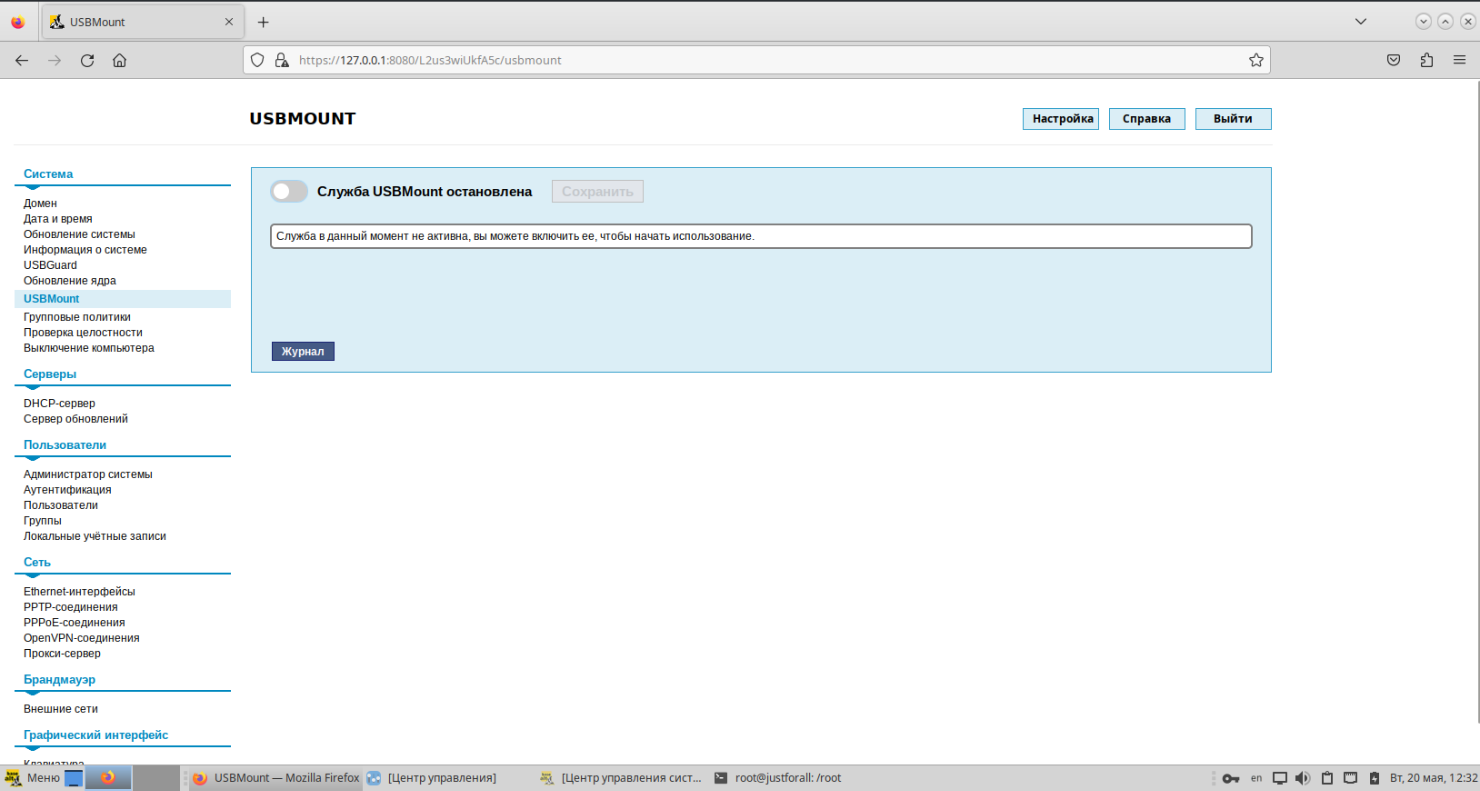 USBMount
https://127.0.0.1:8080/L2us3wiUkfA5c/usbmount
USBMOUNT
Настройка
Справка
Выйти
Система
Домен
Дата и время
Обновление системы
Информация о системе
USBGuard
Обновление ядра
USBMount
Групповые политики
Проверка целостности
Выключение компьютера
Серверы
DHCP-сервер
Сервер обновлений
Пользователи
Администратор системы
Аутентификация
Пользователи
Группы
Локальные учётные записи
Сеть
Ethernet-интерфейсы
PPTP-соединения
PPPoE-соединения
OpenVPN-соединения
Прокси-сервер
Брандмауэр
Внешние сети
Графический интерфейс
Клавиатура
Служба USBMount остановлена
Сохранить
Служба в данный момент не активна, вы можете включить ее, чтобы начать использование.
Журнал
Меню
USBMount — Mozilla Firefox
[Центр управления]
[Центр управления сист...
root@justforall: /root
en
Вт, 20 мая, 12:32